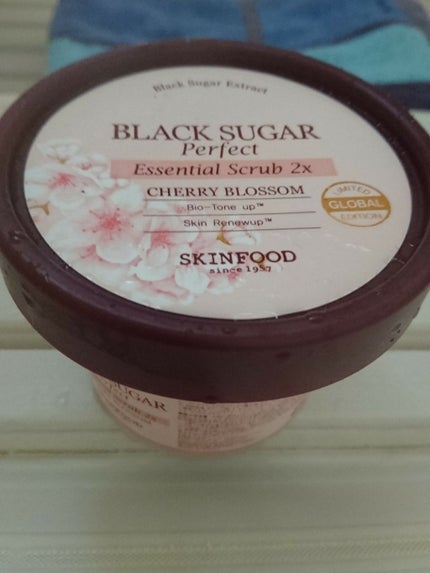 Black Sugar Extract
BLACK SUGAR
Perfect
Essential Scrub 2x
CHERRY BLOSSOM
Bio-Tone up™
Skin Renewup™
LIMITED
GLOBAL
EDITION
SKINFOOD
since 1957
SUGAR